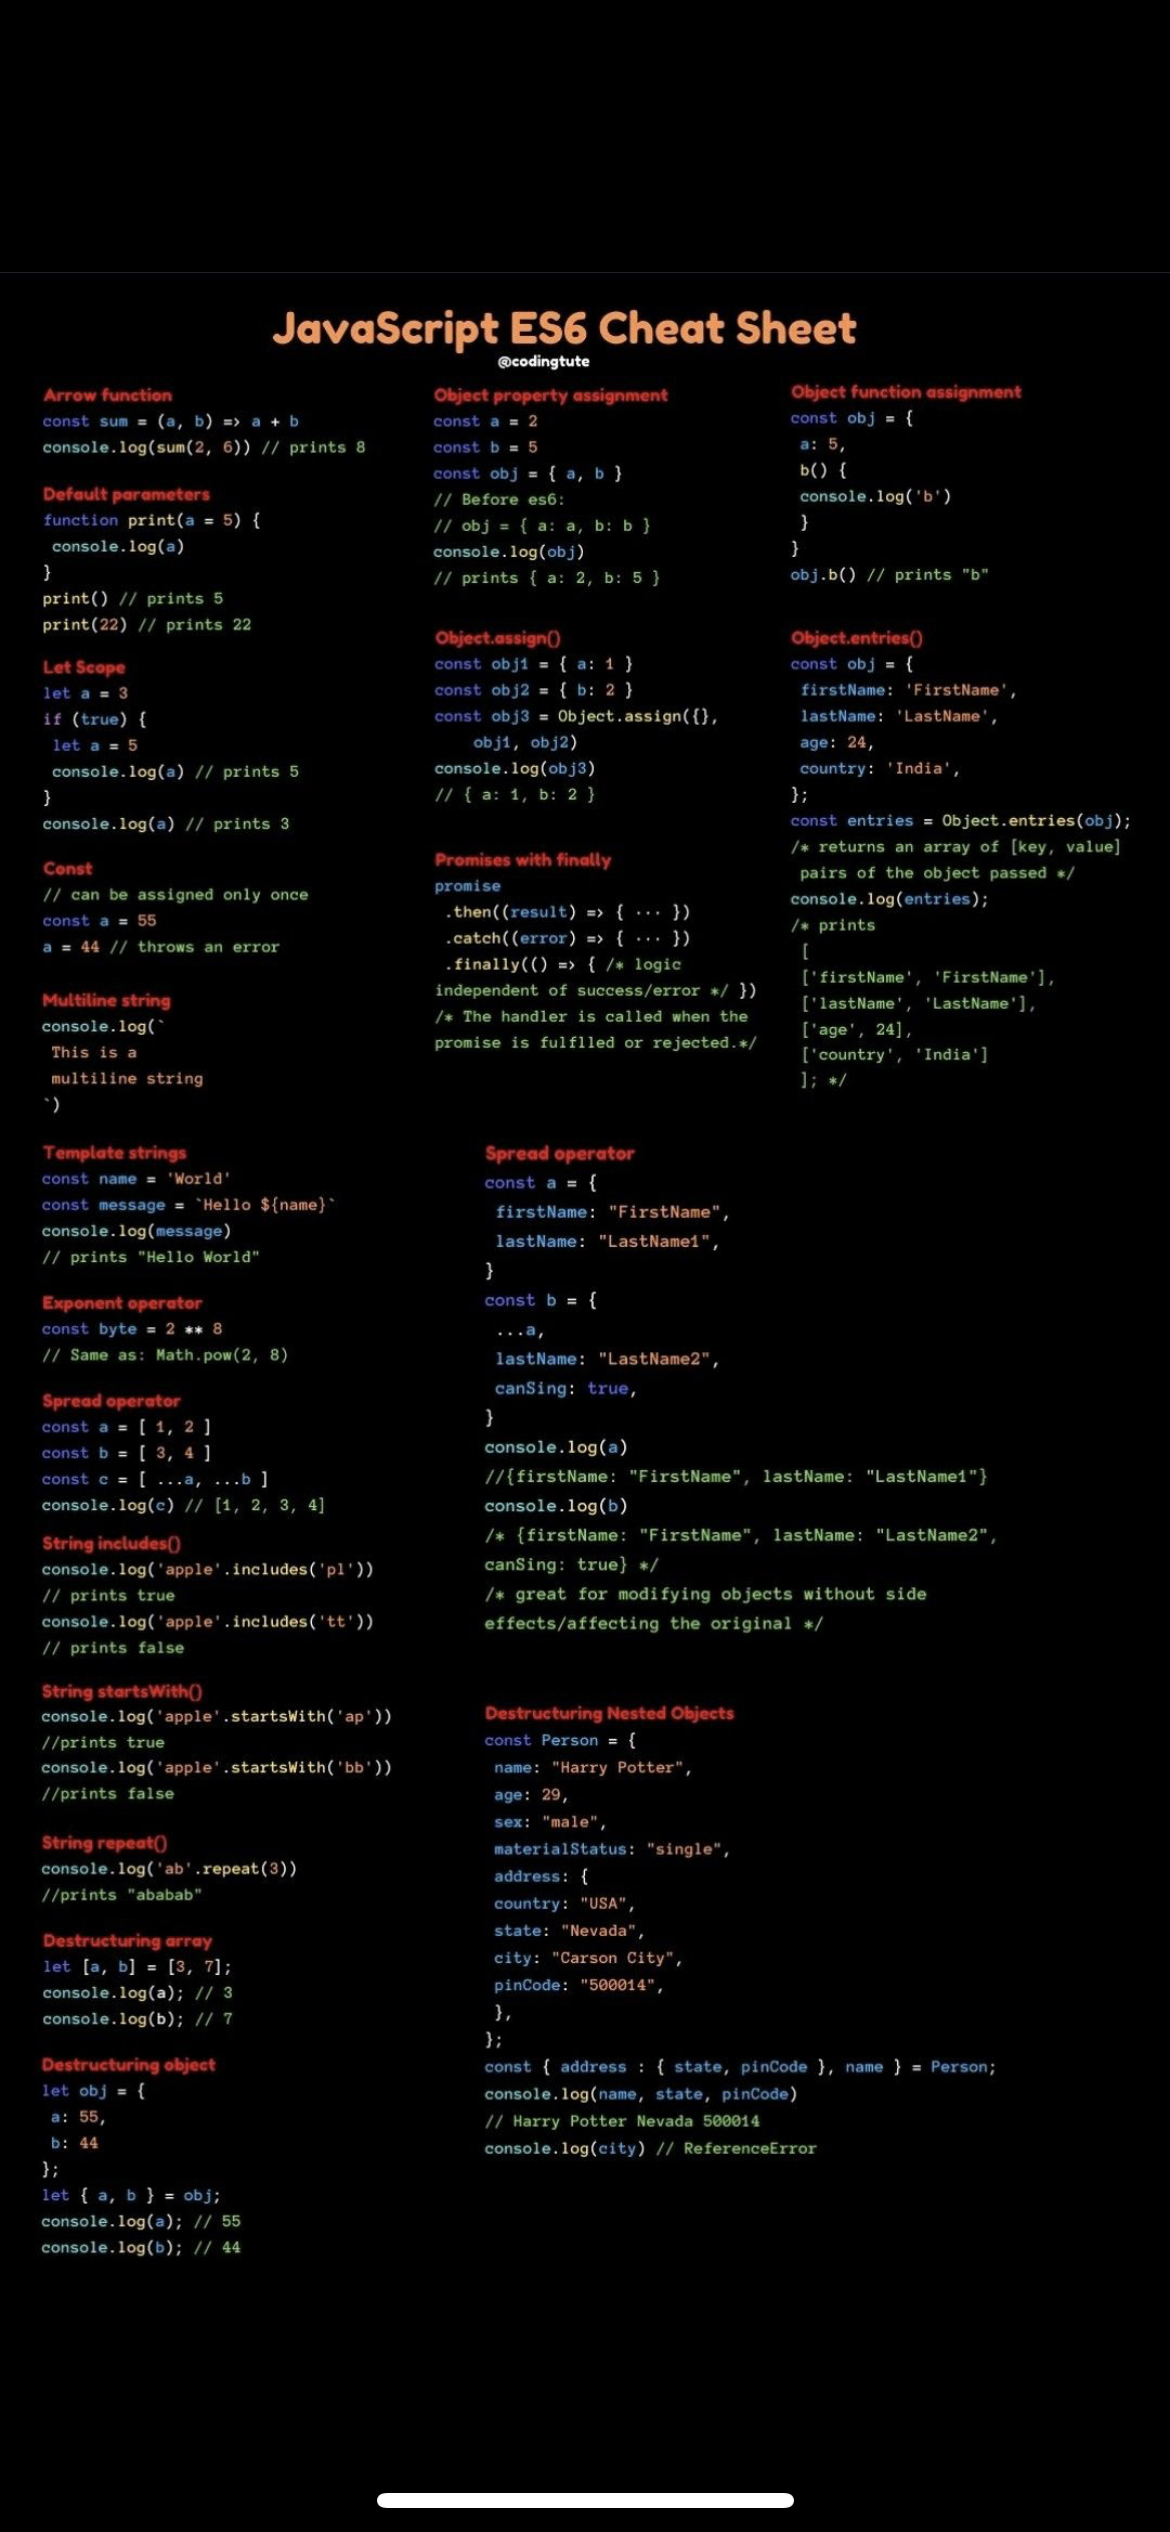 JavaScript ES6 Cheat Sheet
@codingtute
Arrow function
const sum = (a, b) => a + b
console.log(sum(2, 6)) // prints 8
Default parameters
function print(a = 5) {
 console.log(a)
}
print() // prints 5
print(22) // prints 22
Let Scope
let a = 3
if (true) {
 let a = 5
 console.log(a) // prints 5
}
console.log(a) // prints 3
Const
// can be assigned only once
const a = 55
a = 44 // throws an error
Multiline string
console.log(`
 This is a
 multiline string
`)
Object property assignment
const a = 2
const b = 5
const obj = { a, b }
// Before es6:
// obj = { a: a, b: b }
console.log(obj)
// prints { a: 2, b: 5 }
Object.assign()
const obj1 = { a: 1 }
const obj2 = { b: 2 }
const obj3 = Object.assign({},
    obj1, obj2)
console.log(obj3)
// { a: 1, b: 2 }
Promises with finally
promise
 .then((result) => { ··· })
 .catch((error) => { ··· })
 .finally(() => { /* logic
independent of success/error */ })
/* The handler is called when the
promise is fulflled or rejected.*/
Object function assignment
const obj = {
 a: 5,
 b() {
 console.log('b')
 }
}
obj.b() // prints "b"
Object.entries()
const obj = {
 firstName: 'FirstName',
 lastName: 'LastName',
 age: 24,
 country: 'India',
};
const entries = Object.entries(obj);
/* returns an array of [key, value]
 pairs of the object passed */
console.log(entries);
/* prints
 [
 ['firstName', 'FirstName'],
 ['lastName', 'LastName'],
 ['age', 24],
 ['country', 'India']
 ]; */
Template strings
const name = 'World'
const message = `Hello ${name}`
console.log(message)
// prints "Hello World"
Exponent operator
const byte = 2 ** 8
// Same as: Math.pow(2, 8)
Spread operator
const a = [ 1, 2 ]
const b = [ 3, 4 ]
const c = [ ...a, ...b ]
console.log(c) // [1, 2, 3, 4]
String includes()
console.log('apple'.includes('pl'))
// prints true
console.log('apple'.includes('tt'))
// prints false
String startsWith()
console.log('apple'.startsWith('ap'))
//prints true
console.log('apple'.startsWith('bb'))
//prints false
String repeat()
console.log('ab'.repeat(3))
//prints "ababab"
Destructuring array
let [a, b] = [3, 7];
console.log(a); // 3
console.log(b); // 7
Destructuring object
let obj = {
 a: 55,
 b: 44
};
let { a, b } = obj;
console.log(a); // 55
console.log(b); // 44
Spread operator
const a = {
 firstName: "FirstName",
 lastName: "LastName1",
}
const b = {
 ...a,
 lastName: "LastName2",
 canSing: true,
}
console.log(a)
//{firstName: "FirstName", lastName: "LastName1"}
console.log(b)
/* {firstName: "FirstName", lastName: "LastName2",
canSing: true} */
/* great for modifying objects without side
effects/affecting the original */
Destructuring Nested Objects
const Person = {
 name: "Harry Potter",
 age: 29,
 sex: "male",
 materialStatus: "single",
 address: {
 country: "USA",
 state: "Nevada",
 city: "Carson City",
 pinCode: "500014",
 },
};
const { address : { state, pinCode }, name } = Person;
console.log(name, state, pinCode)
// Harry Potter Nevada 500014
console.log(city) // ReferenceError